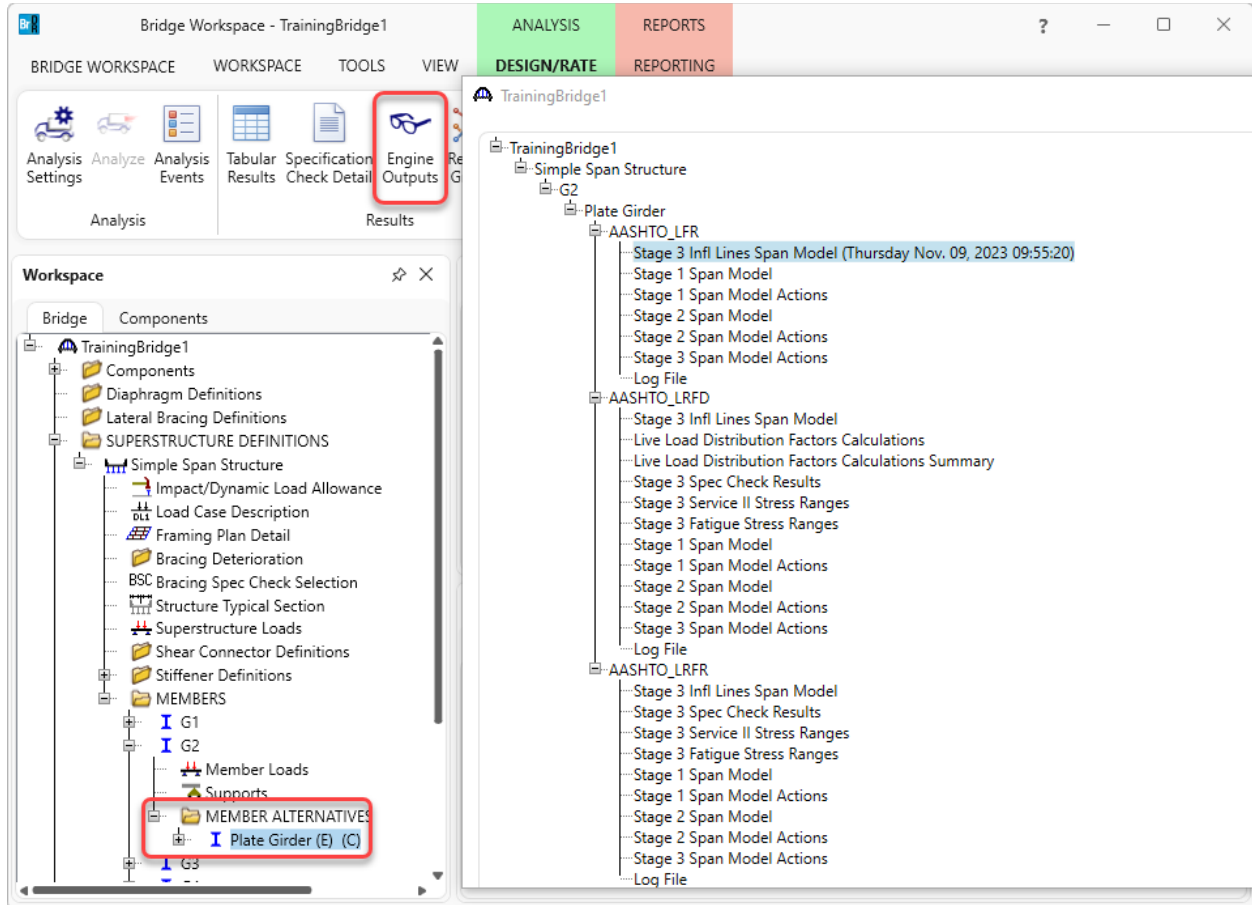 Bridge Workspace - TrainingBridge1
ANALYSIS
REPORTS
?
BRIDGE WORKSPACE
WORKSPACE
TOOLS
VIEW
DESIGN/RATE
REPORTING
Analysis Settings
Analyze
Analysis Events
Tabular Results
Specification Check Detail
Engine Outputs
Analysis
Results
Workspace
Bridge
Components
TrainingBridge1
Components
Diaphragm Definitions
Lateral Bracing Definitions
SUPERSTRUCTURE DEFINITIONS
Simple Span Structure
Impact/Dynamic Load Allowance
DL1 Load Case Description
Framing Plan Detail
Bracing Deterioration
BSC Bracing Spec Check Selection
Structure Typical Section
Superstructure Loads
Shear Connector Definitions
Stiffener Definitions
MEMBERS
G1
G2
Member Loads
Supports
MEMBER ALTERNATIVES
Plate Girder (E) (C)
G3
TrainingBridge1
TrainingBridge1
Simple Span Structure
G2
Plate Girder
AASHTO_LFR
Stage 3 Infl Lines Span Model (Thursday Nov. 09, 2023 09:55:20)
Stage 1 Span Model
Stage 1 Span Model Actions
Stage 2 Span Model
Stage 2 Span Model Actions
Stage 3 Span Model Actions
Log File
AASHTO_LRFD
Stage 3 Infl Lines Span Model
Live Load Distribution Factors Calculations
Live Load Distribution Factors Calculations Summary
Stage 3 Spec Check Results
Stage 3 Service II Stress Ranges
Stage 3 Fatigue Stress Ranges
Stage 1 Span Model
Stage 1 Span Model Actions
Stage 2 Span Model
Stage 2 Span Model Actions
Stage 3 Span Model Actions
Log File
AASHTO_LRFR
Stage 3 Infl Lines Span Model
Stage 3 Spec Check Results
Stage 3 Service II Stress Ranges
Stage 3 Fatigue Stress Ranges
Stage 1 Span Model
Stage 1 Span Model Actions
Stage 2 Span Model
Stage 2 Span Model Actions
Stage 3 Span Model Actions
Log File